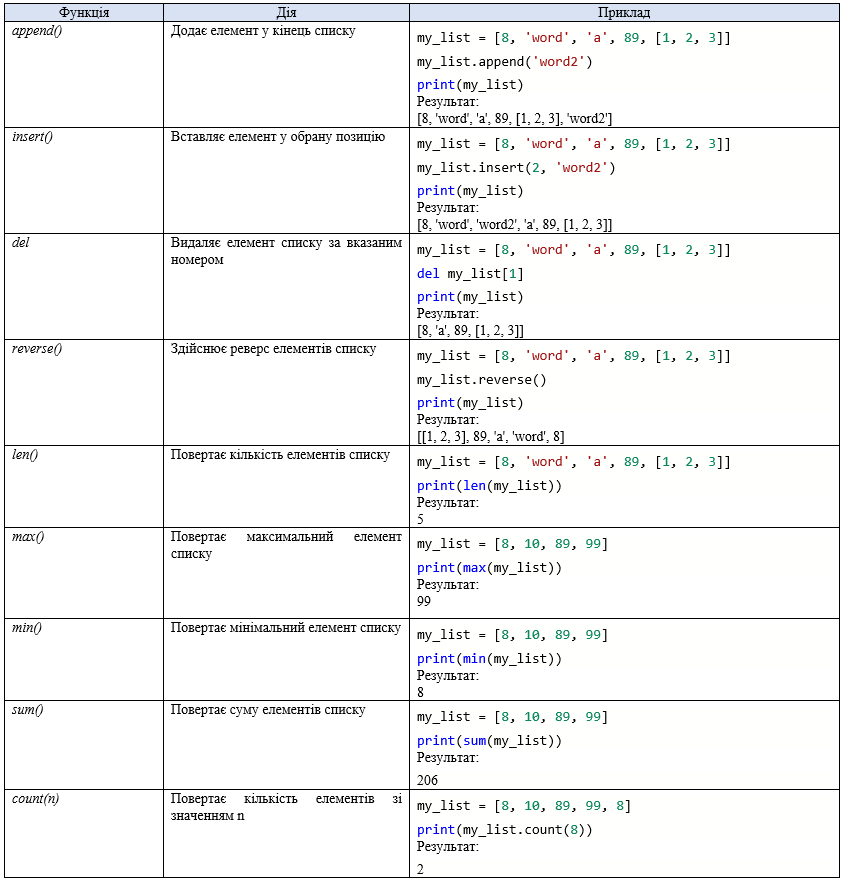 Функція Дія Приклад
append() Додає елемент у кінець списку
my_list = [8, 'word', 'a', 89, [1, 2, 3]]
my_list.append('word2')
print(my_list)
Результат:
[8, 'word', 'a', 89, [1, 2, 3], 'word2']
insert() Вставляє елемент у обрану позицію
my_list = [8, 'word', 'a', 89, [1, 2, 3]]
my_list.insert(2, 'word2')
print(my_list)
Результат:
[8, 'word', 'word2', 'a', 89, [1, 2, 3]]
del Видаляє елемент списку за вказаним
номером
my_list = [8, 'word', 'a', 89, [1, 2, 3]]
del my_list[1]
print(my_list)
Результат:
[8, 'a', 89, [1, 2, 3]]
reverse() Здійснює реверс елементів списку
my_list = [8, 'word', 'a', 89, [1, 2, 3]]
my_list.reverse()
print(my_list)
Результат:
[[1, 2, 3], 89, 'a', 'word', 8]
len() Повертає кількість елементів списку
my_list = [8, 'word', 'a', 89, [1, 2, 3]]
print(len(my_list))
Результат:
5
max() Повертає максимальний елемент
списку
my_list = [8, 10, 89, 99]
print(max(my_list))
Результат:
99
min() Повертає мінімальний елемент списку
my_list = [8, 10, 89, 99]
print(min(my_list))
Результат:
8
sum() Повертає суму елементів списку
my_list = [8, 10, 89, 99]
print(sum(my_list))
Результат:
206
count(n) Повертає кількість елементів зі
значенням n
my_list = [8, 10, 89, 99, 8]
print(my_list.count(8))
Результат:
2